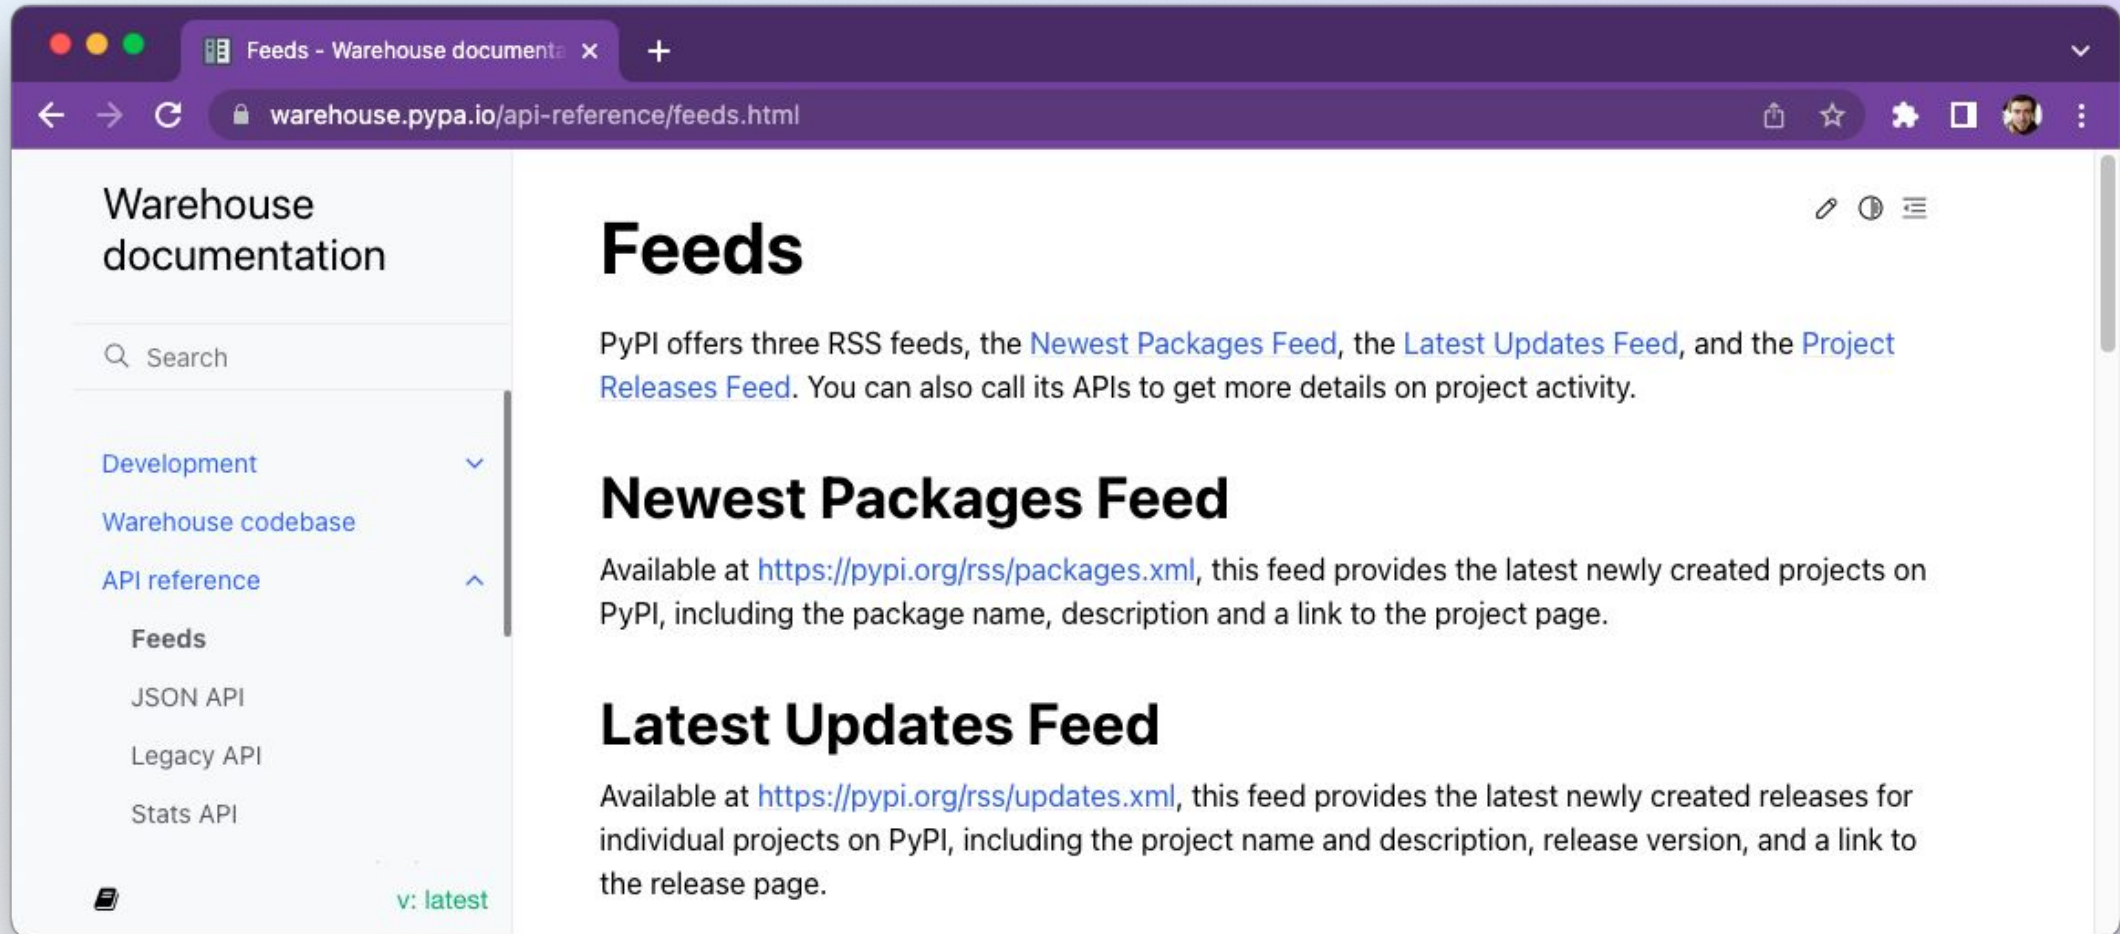 Feeds - Warehouse documenta
warehouse.pypa.io/api-reference/feeds.html
Warehouse
documentation
Search
Development
Warehouse codebase
API reference
Feeds
JSON API
Legacy API
Stats API
v: latest
Feeds
PyPI offers three RSS feeds, the Newest Packages Feed, the Latest Updates Feed, and the Project
Releases Feed. You can also call its APIs to get more details on project activity.
Newest Packages Feed
Available at https://pypi.org/rss/packages.xml, this feed provides the latest newly created projects on
PyPI, including the package name, description and a link to the project page.
Latest Updates Feed
Available at https://pypi.org/rss/updates.xml, this feed provides the latest newly created releases for
individual projects on PyPI, including the project name and description, release version, and a link to
the release page.